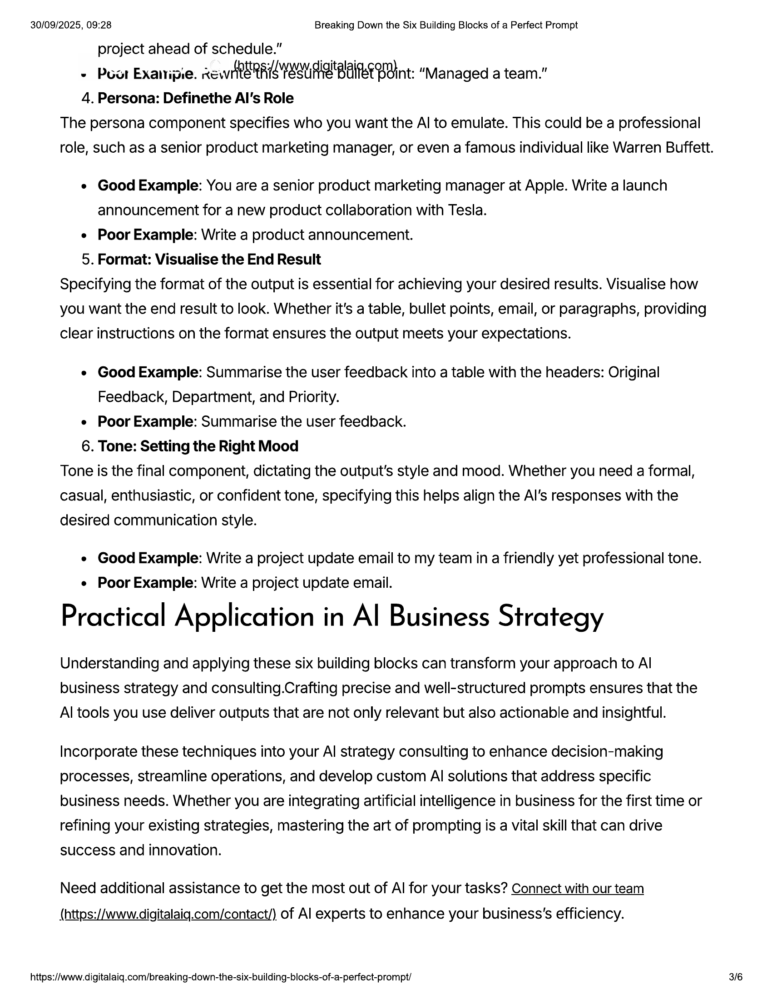 30/09/2025, 09:28 Breaking Down the Six Building Blocks of a Perfect Prompt
project ahead of schedule.”
(https://www.digitalaiq.com)
• Poor Example: Rewrite this resume bullet point: “Managed a team.”
4. Persona: Definethe AI’s Role
The persona component specifies who you want the AI to emulate. This could be a professional
role, such as a senior product marketing manager, or even a famous individual like Warren Buffett.
• Good Example: You are a senior product marketing manager at Apple. Write a launch
announcement for a new product collaboration with Tesla.
• Poor Example: Write a product announcement.
5. Format: Visualise the End Result
Specifying the format of the output is essential for achieving your desired results. Visualise how
you want the end result to look. Whether it’s a table, bullet points, email, or paragraphs, providing
clear instructions on the format ensures the output meets your expectations.
• Good Example: Summarise the user feedback into a table with the headers: Original
Feedback, Department, and Priority.
• Poor Example: Summarise the user feedback.
6. Tone: Setting the Right Mood
Tone is the final component, dictating the output’s style and mood. Whether you need a formal,
casual, enthusiastic, or confident tone, specifying this helps align the AI’s responses with the
desired communication style.
• Good Example: Write a project update email to my team in a friendly yet professional tone.
• Poor Example: Write a project update email.
Practical Application in AI Business Strategy
Understanding and applying these six building blocks can transform your approach to AI
business strategy and consulting.Crafting precise and well-structured prompts ensures that the
AI tools you use deliver outputs that are not only relevant but also actionable and insightful.
Incorporate these techniques into your AI strategy consulting to enhance decision-making
processes, streamline operations, and develop custom AI solutions that address specific
business needs. Whether you are integrating artificial intelligence in business for the first time or
refining your existing strategies, mastering the art of prompting is a vital skill that can drive
success and innovation.
Need additional assistance to get the most out of AI for your tasks? Connect with our team
(https://www.digitalaiq.com/contact/) of AI experts to enhance your business’s efficiency.
https://www.digitalaiq.com/breaking-down-the-six-building-blocks-of-a-perfect-prompt/ 3/6